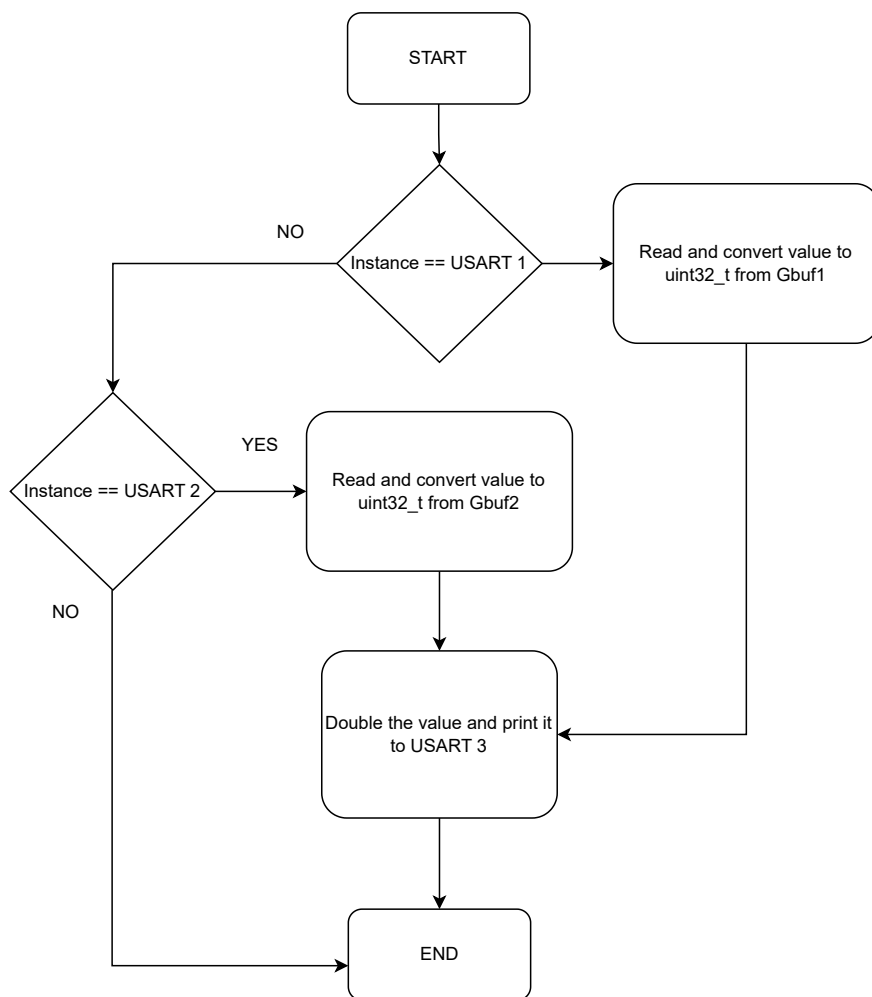 START
NO
Instance == USART 1
Read and convert value to
uint32_t from Gbuf1
YES
Instance == USART 2
Read and convert value to
uint32_t from Gbuf2
NO
Double the value and print it
to USART 3
END